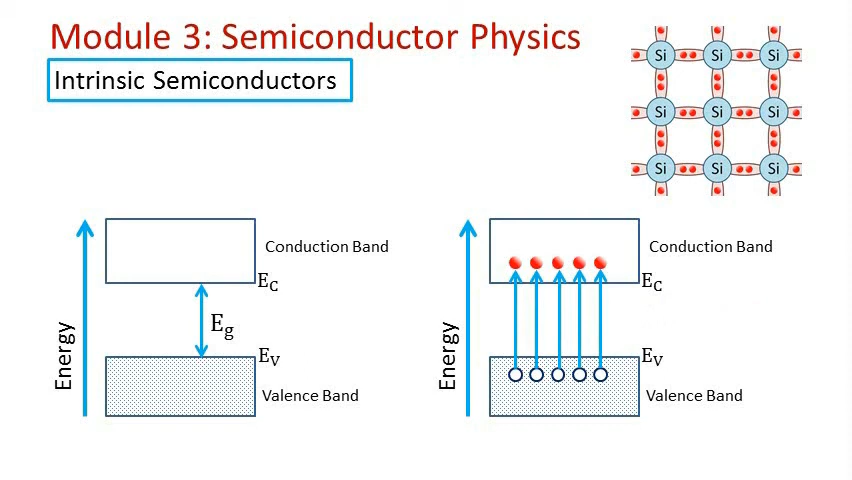 Module 3: Semiconductor Physics
Intrinsic Semiconductors
Si Si Si
Si Si Si
Si Si Si
Energy
Conduction Band
E_C
E_g
E_V
Valence Band
Energy
Conduction Band
E_C
E_V
Valence Band